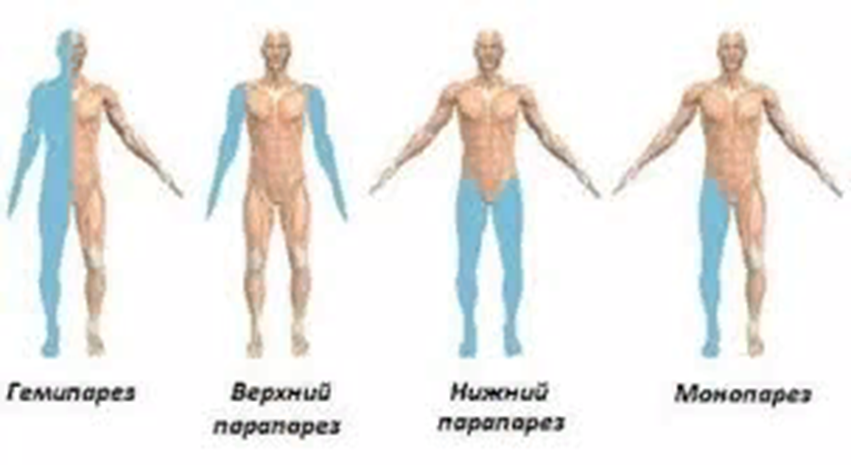 Гемипарез
Верхний
парапарез
Нижний
парапарез
Монопарез